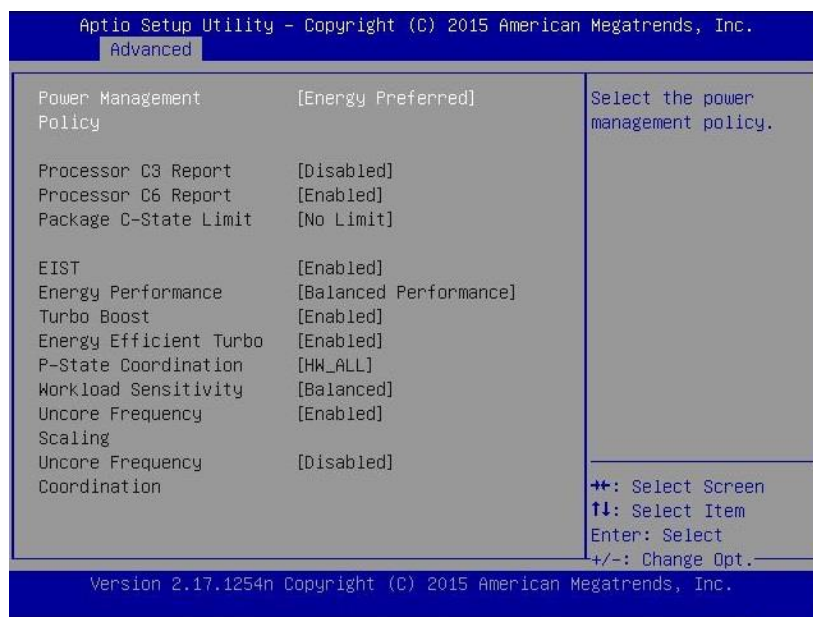 Aptio Setup Utility – Copyright (C) 2015 American Megatrends, Inc.
Advanced
Power Management Policy [Energy Preferred]
Processor C3 Report [Disabled]
Processor C6 Report [Enabled]
Package C-State Limit [No Limit]
EIST [Enabled]
Energy Performance [Balanced Performance]
Turbo Boost [Enabled]
Energy Efficient Turbo [Enabled]
P-State Coordination [HW_ALL]
Workload Sensitivity [Balanced]
Uncore Frequency Scaling [Enabled]
Uncore Frequency Coordination [Disabled]
Select the power
management policy.
→←: Select Screen
↑↓: Select Item
Enter: Select
+/-: Change Opt.
Version 2.17.1254n Copyright (C) 2015 American Megatrends, Inc.